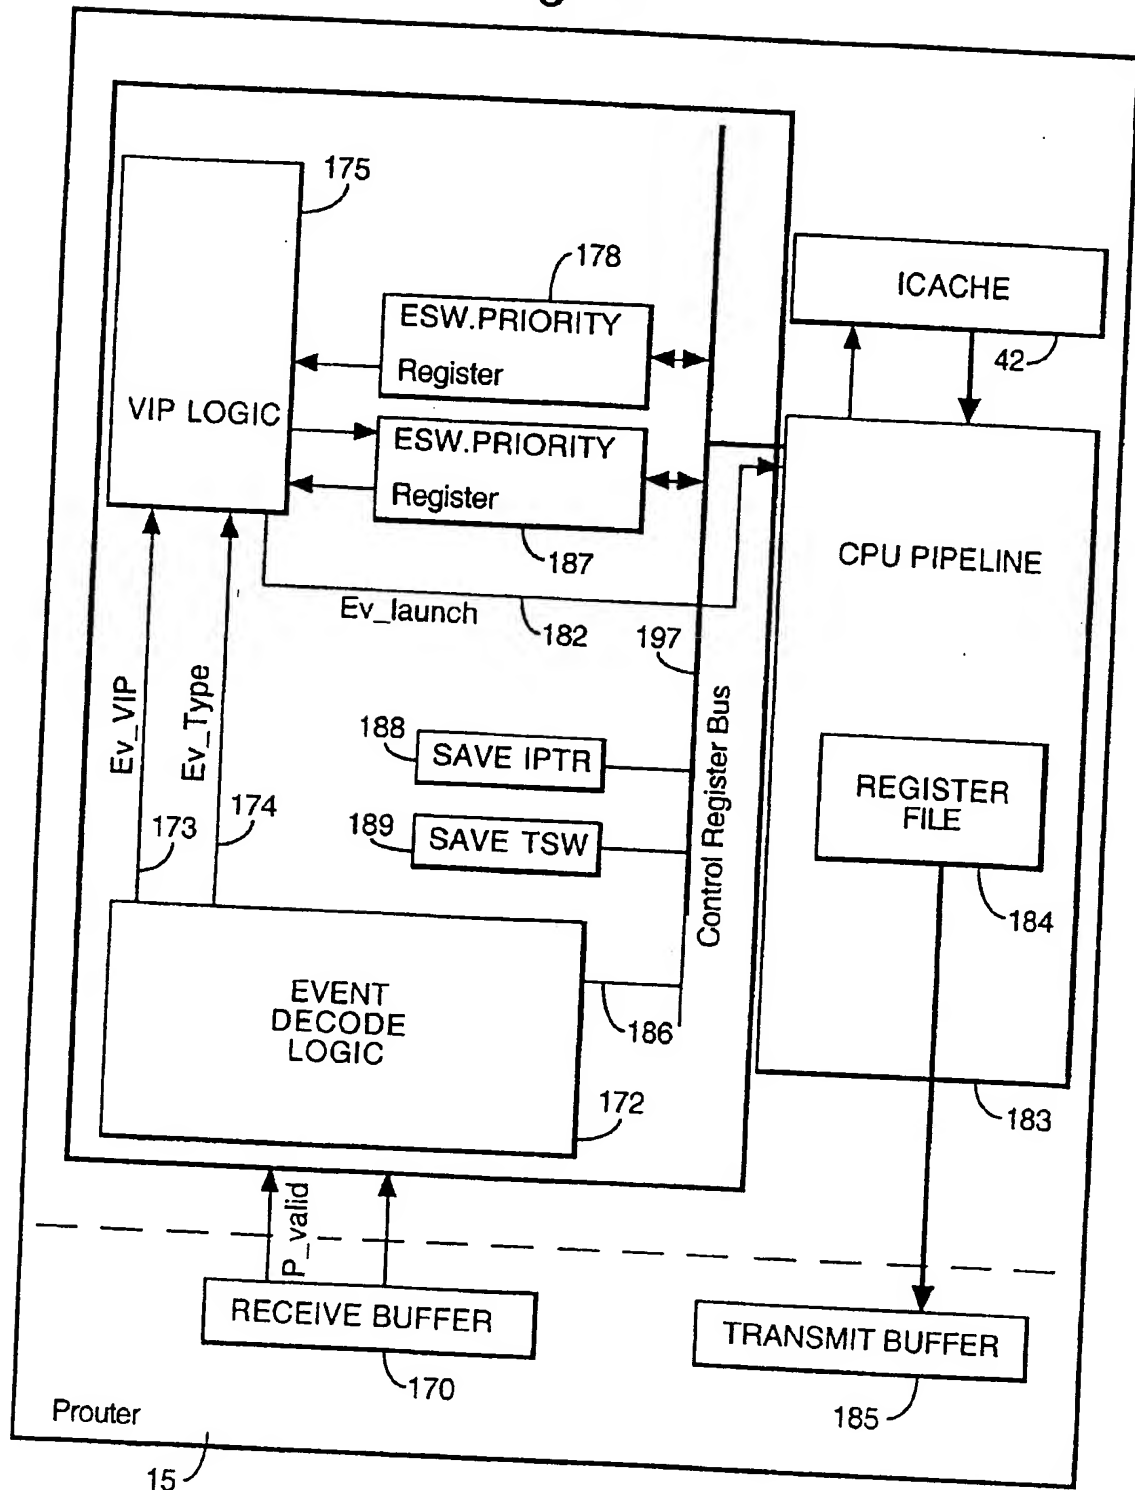 175
178
ICACHE
42
ESW.PRIORITY
Register
VIP LOGIC
ESW.PRIORITY
Register
187
CPU PIPELINE
Ev_launch
182
197
Ev_VIP
Ev_Type
188
SAVE IPTR
Control Register Bus
REGISTER
FILE
173
174
189
SAVE TSW
184
EVENT
DECODE
LOGIC
186
172
183
P_valid
RECEIVE BUFFER
TRANSMIT BUFFER
170
185
Prouter
15